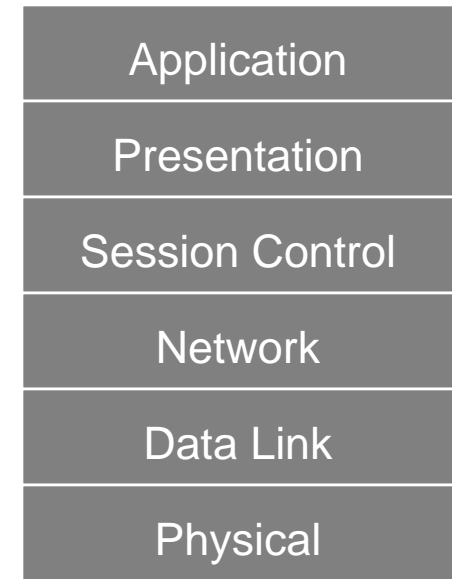 Application
Presentation
Session Control
Network
Data Link
Physical